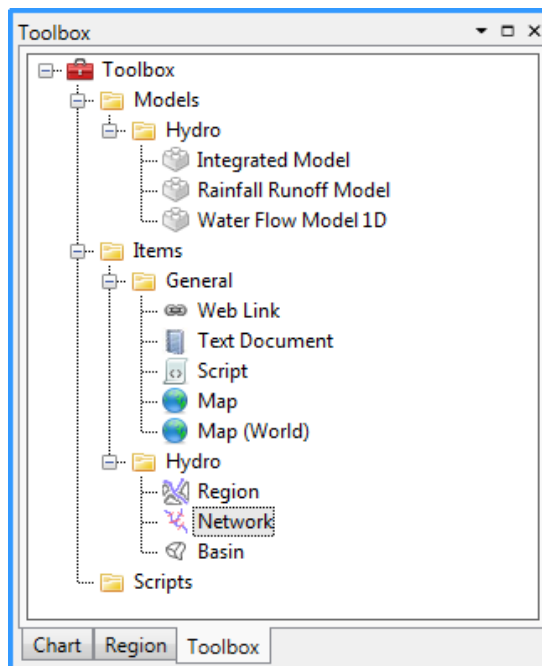 Toolbox
Toolbox
Models
Hydro
Integrated Model
Rainfall Runoff Model
Water Flow Model 1D
Items
General
Web Link
Text Document
Script
Map
Map (World)
Hydro
Region
Network
Basin
Scripts
Chart Region Toolbox